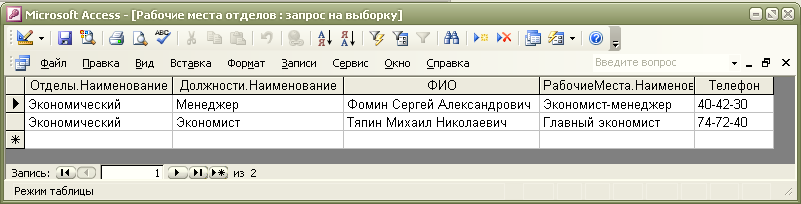 Microsoft Access - [Рабочие места отделов : запрос на выборку]
Файл Правка Вид Вставка Формат Записи Сервис Окно Справка Введите вопрос
Отделы.Наименование Должности.Наименование ФИО РабочиеМеста.Наименов Телефон
Экономический Менеджер Фомин Сергей Александрович Экономист-менеджер 40-42-30
Экономический Экономист Тяпин Михаил Николаевич Главный экономист 74-72-40
Запись: 1 из 2
Режим таблицы